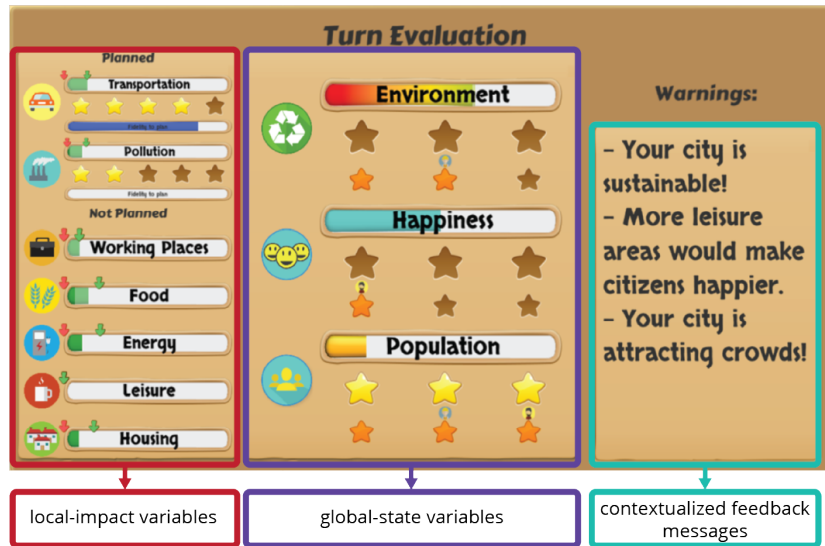 Turn Evaluation
Planned
Transportation
Fidelity to plan
Pollution
Fidelity to plan
Not Planned
Working Places
Food
Energy
Leisure
Housing
Environment
Happiness
Population
Warnings:
- Your city is
sustainable!
- More leisure
areas would make
citizens happier.
- Your city is
attracting crowds!
local-impact variables
global-state variables
contextualized feedback
messages